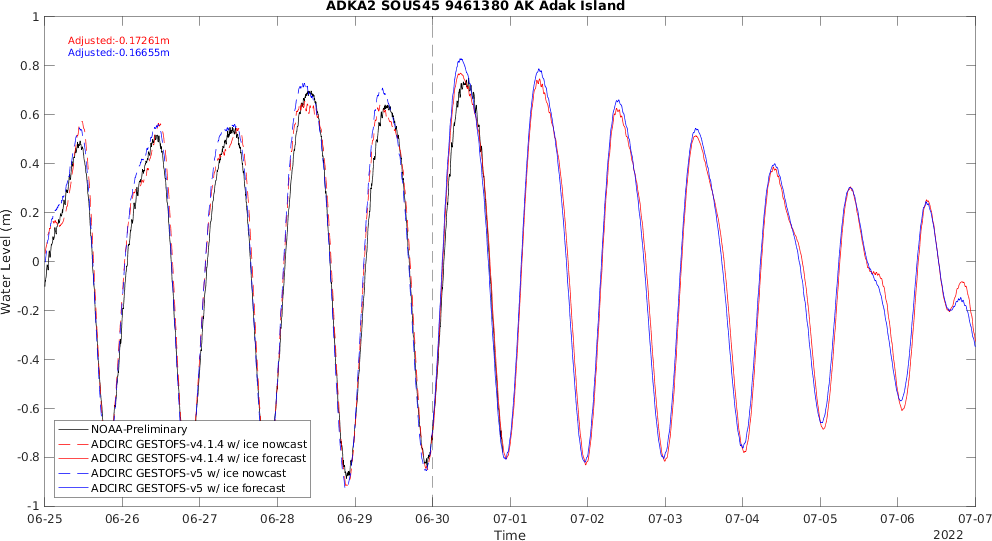 ADKA2 SOUS45 9461380 AK Adak Island
Adjusted:-0.17261m
Adjusted:-0.16655m
1
0.8
0.6
0.4
0.2
0
-0.2
-0.4
-0.6
-0.8
-1
Water Level (m)
NOAA-Preliminary
ADCIRC GESTOFS-v4.1.4 w/ ice nowcast
ADCIRC GESTOFS-v4.1.4 w/ ice forecast
ADCIRC GESTOFS-v5 w/ ice nowcast
ADCIRC GESTOFS-v5 w/ ice forecast
06-25 06-26 06-27 06-28 06-29 06-30 07-01 07-02 07-03 07-04 07-05 07-06 07-07
Time
2022